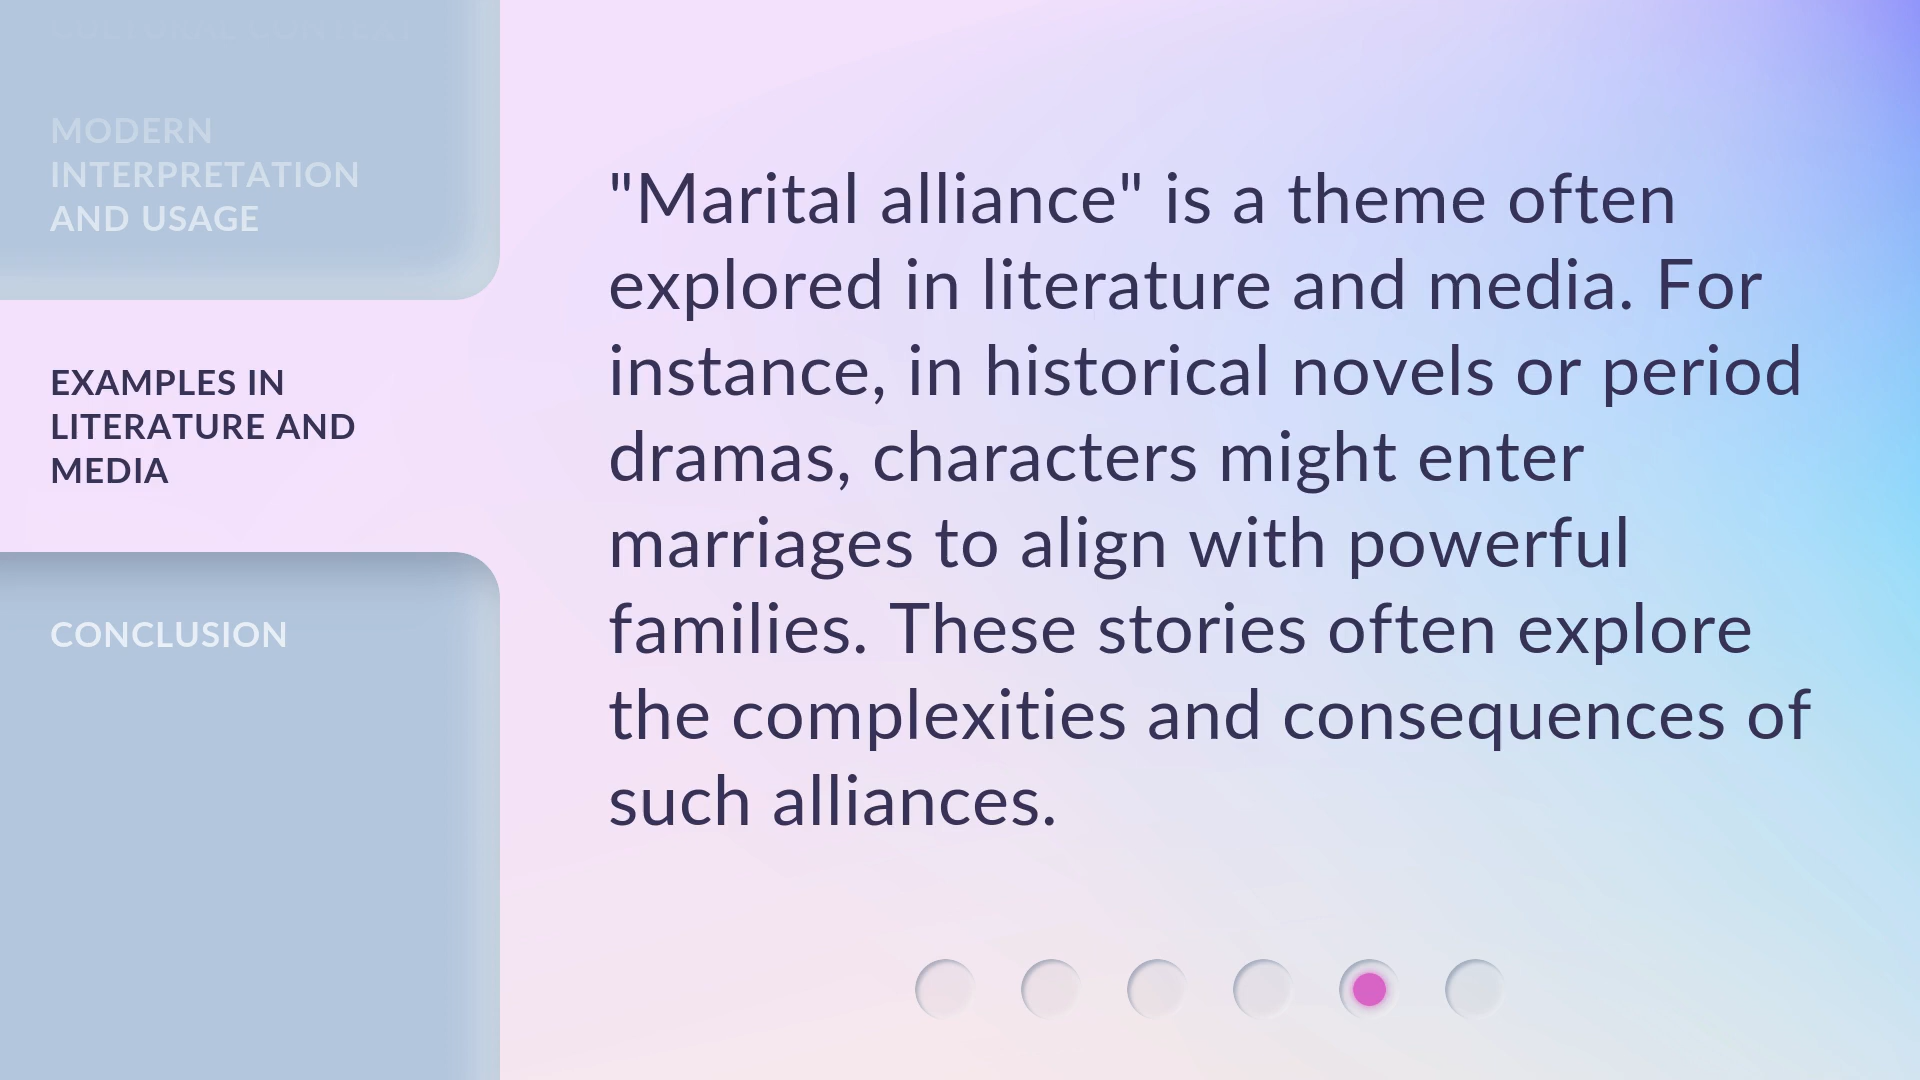 MODERN
INTERPRETATION
AND USAGE
EXAMPLES IN
LITERATURE AND
MEDIA
CONCLUSION
"Marital alliance" is a theme often
explored in literature and media. For
instance, in historical novels or period
dramas, characters might enter
marriages to align with powerful
families. These stories often explore
the complexities and consequences of
such alliances.